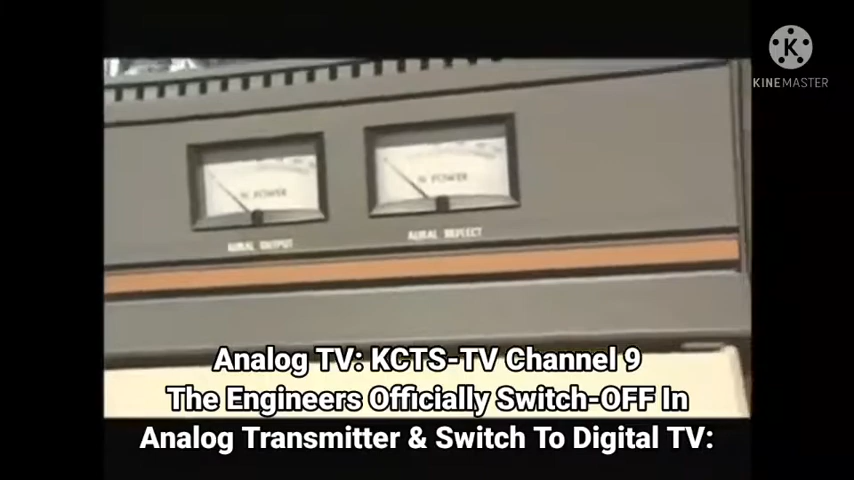 KINEMASTER
% POWER
% POWER
AURAL OUTPUT
AURAL REFLECT
Analog TV: KCTS-TV Channel 9
The Engineers Officially Switch-OFF In
Analog Transmitter & Switch To Digital TV: